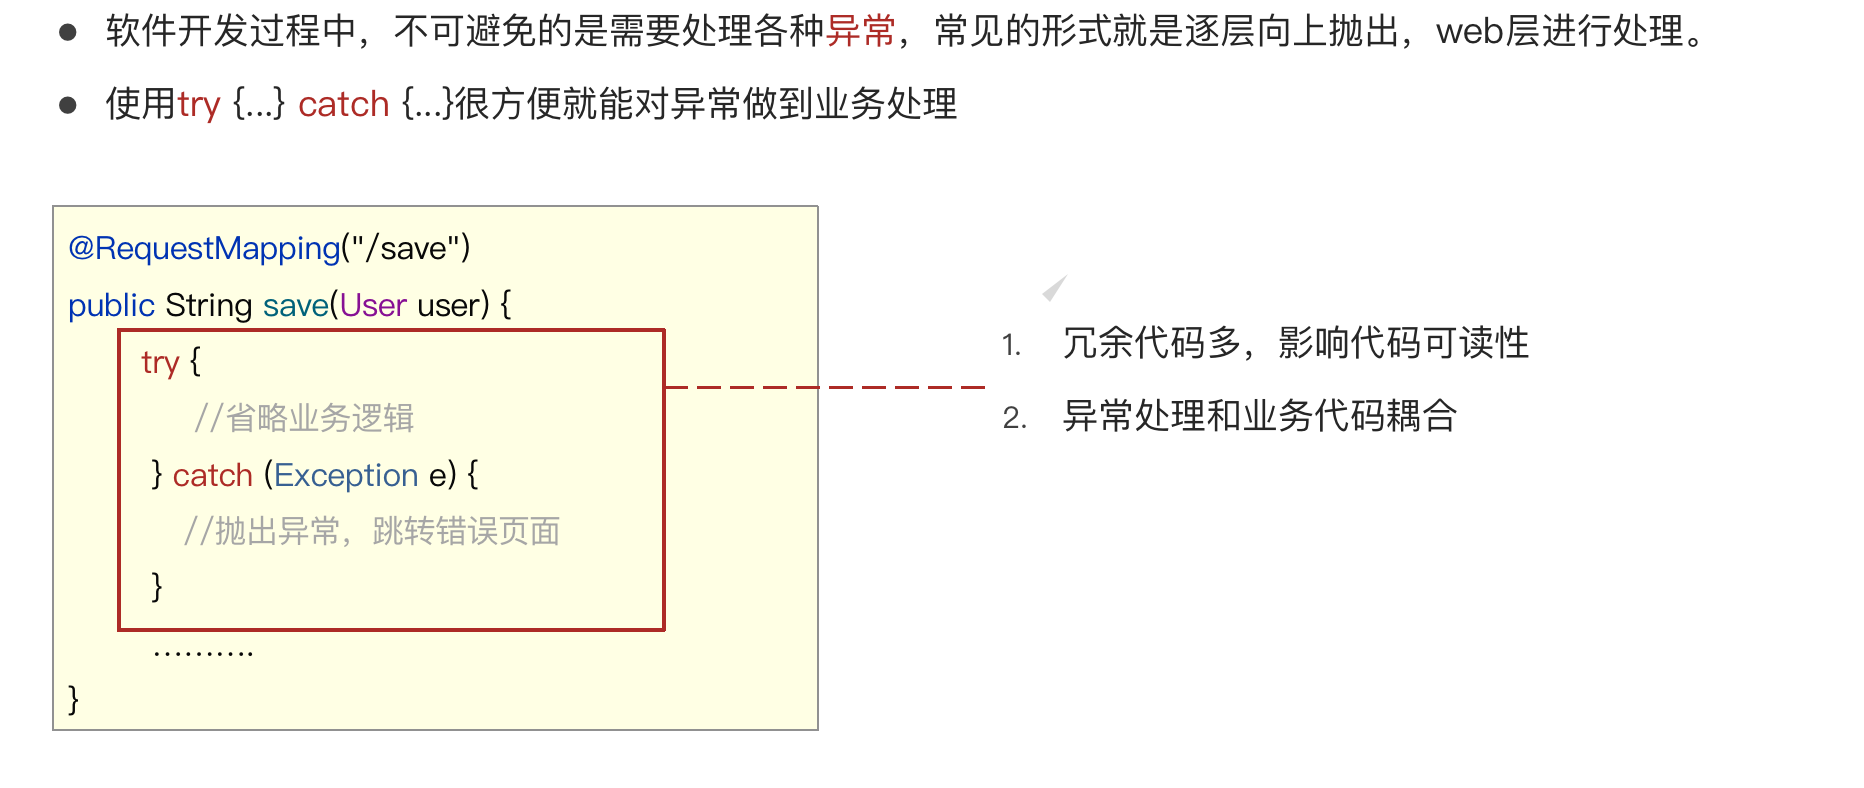 ● 软件开发过程中，不可避免的是需要处理各种异常，常见的形式就是逐层向上抛出，web层进行处理。
● 使用try {...} catch {...}很方便就能对异常做到业务处理
@RequestMapping("/save")
public String save(User user) {
try {
//省略业务逻辑
} catch (Exception e) {
//抛出异常，跳转错误页面
}
..........
}
1. 冗余代码多，影响代码可读性
2. 异常处理和业务代码耦合